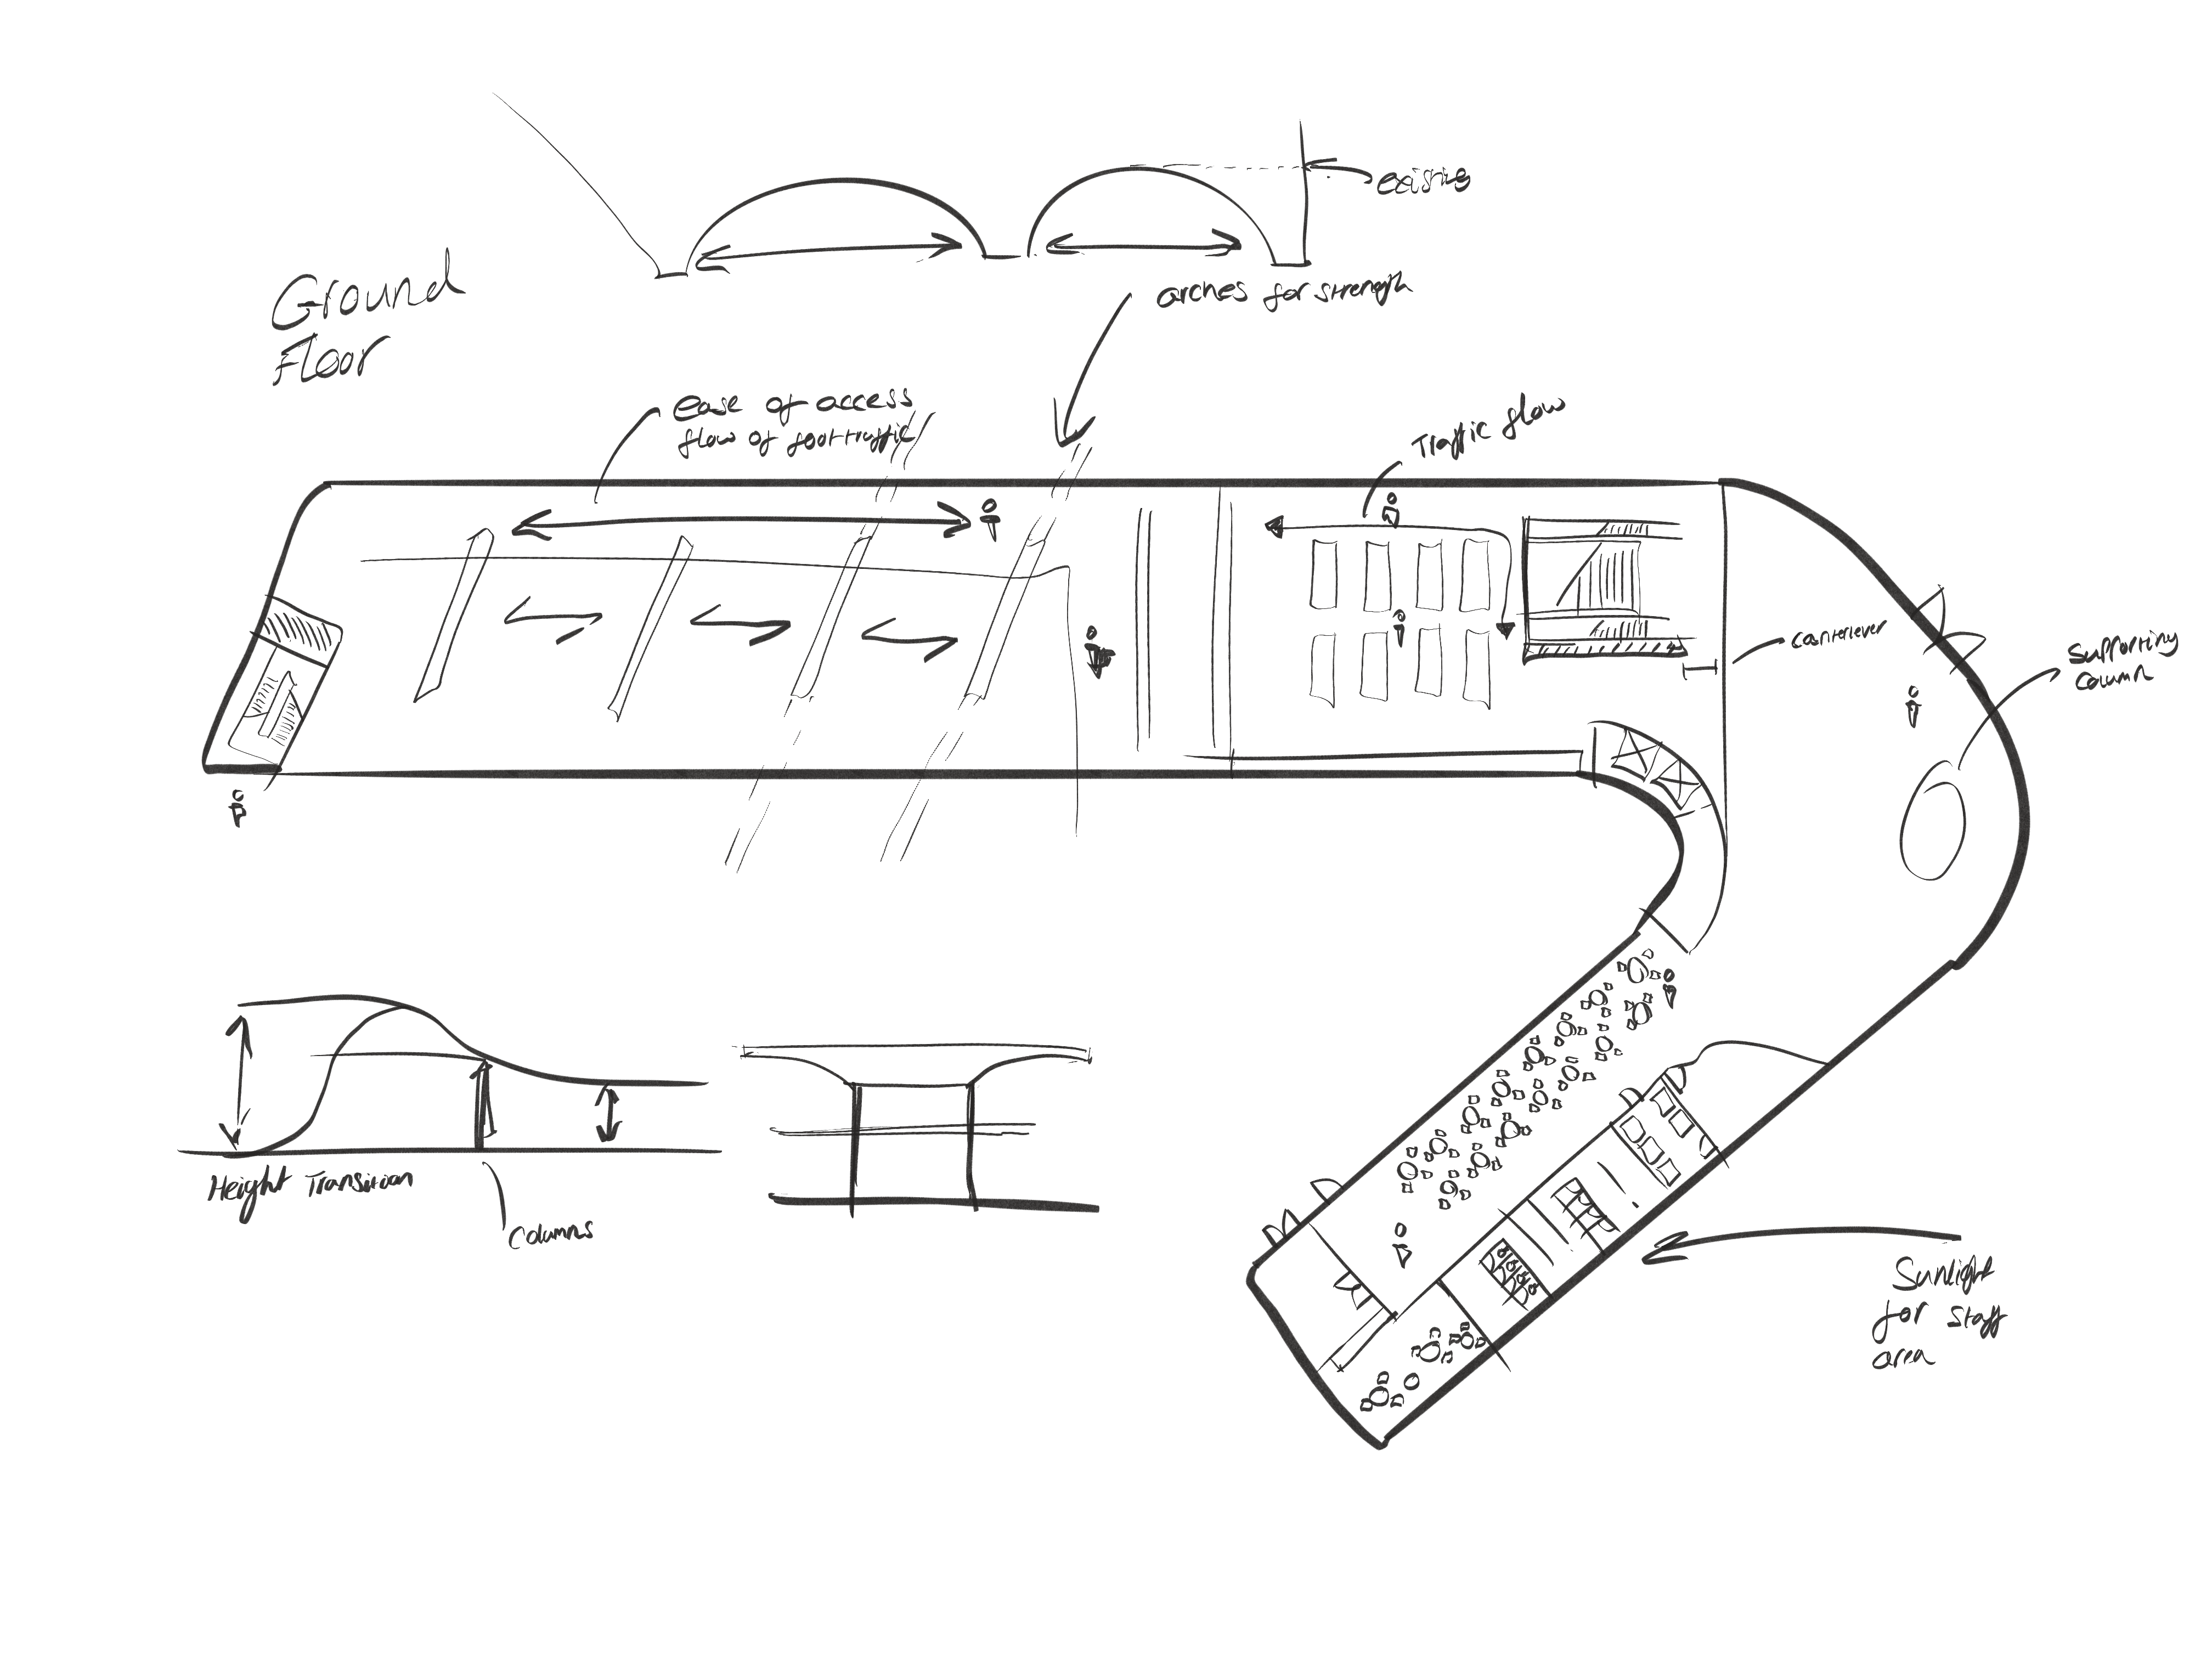 existing
arches for strength
Ground
Floor
ease of access
flow of foot traffic
Traffic flow
canterlever
Supporting
Column
Height Transition
Columns
Sunlight
for staff
area